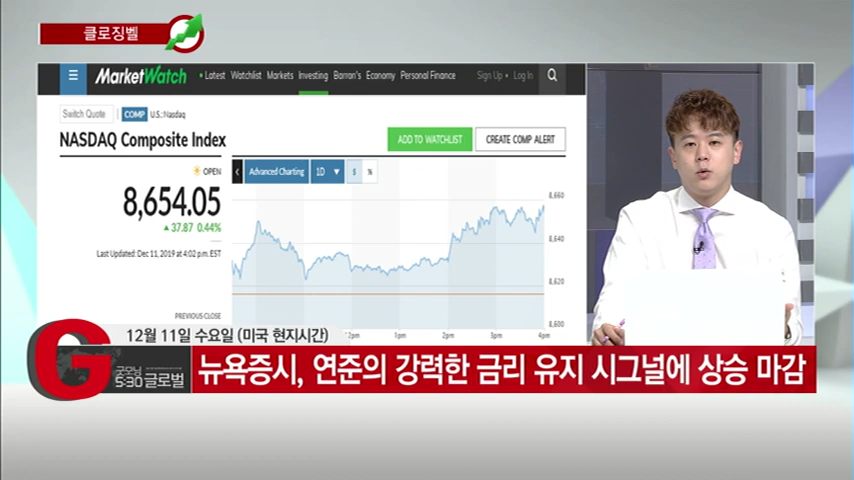 클로징벨
MarketWatch
Latest Watchlist Markets Investing Barron's Economy Personal Finance Sign Up Log In
Switch Quote COMP U.S.: Nasdaq
NASDAQ Composite Index
ADD TO WATCHLIST CREATE COMP ALERT
OPEN
8,654.05
▲ 37.87 0.44%
Last Updated: Dec 11, 2019 at 4:02 p.m. EST
PREVIOUS CLOSE
Advanced Charting 1D ▼ $ %
8,660
8,640
8,620
8,600
1pm 2pm 3pm 4pm
12월 11일 수요일 (미국 현지시간)
G
굿모닝
5:30 글로벌
뉴욕증시, 연준의 강력한 금리 유지 시그널에 상승 마감